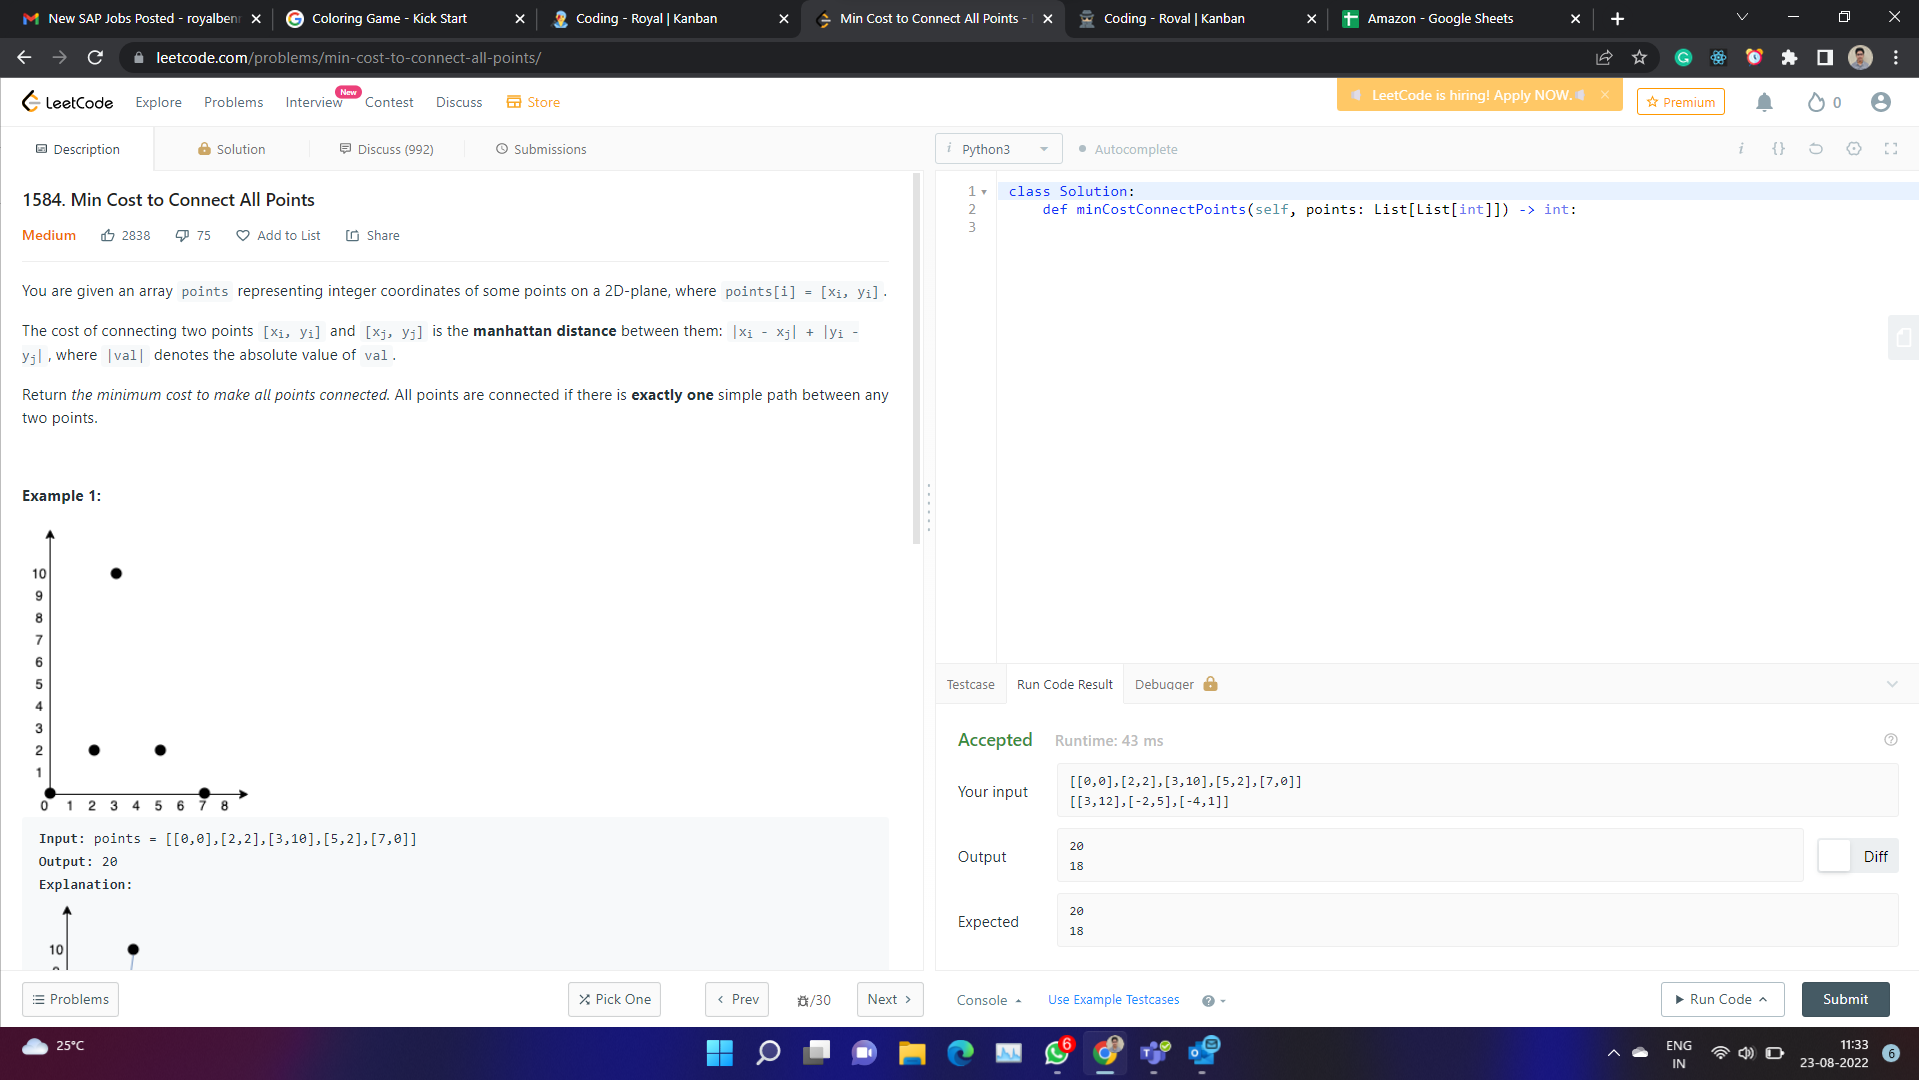 New SAP Jobs Posted - royalben
Coloring Game - Kick Start
Coding - Royal | Kanban
Min Cost to Connect All Points -
Coding - Royal | Kanban
Amazon - Google Sheets
leetcode.com/problems/min-cost-to-connect-all-points/
LeetCode Explore Problems Interview New Contest Discuss Store
LeetCode is hiring! Apply NOW.
Premium
0
Description Solution Discuss (992) Submissions
i Python3 Autocomplete
1584. Min Cost to Connect All Points
Medium 2838 75 Add to List Share
You are given an array points representing integer coordinates of some points on a 2D-plane, where points[i] = [xi, yi].
The cost of connecting two points [xi, yi] and [xj, yj] is the manhattan distance between them: |xi - xj| + |yi -
yj|, where |val| denotes the absolute value of val.
Return the minimum cost to make all points connected. All points are connected if there is exactly one simple path between any
two points.
Example 1:
10
9
8
7
6
5
4
3
2
1
0 1 2 3 4 5 6 7 8
Input: points = [[0,0],[2,2],[3,10],[5,2],[7,0]]
Output: 20
Explanation:
10
1 class Solution:
2 def minCostConnectPoints(self, points: List[List[int]]) -> int:
3
Testcase Run Code Result Debugger
Accepted Runtime: 43 ms
Your input
[[0,0],[2,2],[3,10],[5,2],[7,0]]
[[3,12],[-2,5],[-4,1]]
Output
20
18
Diff
Expected
20
18
Problems Pick One < Prev /30 Next >
Console Use Example Testcases Run Code Submit
25°C
6
ENG
IN
11:33
23-08-2022
6